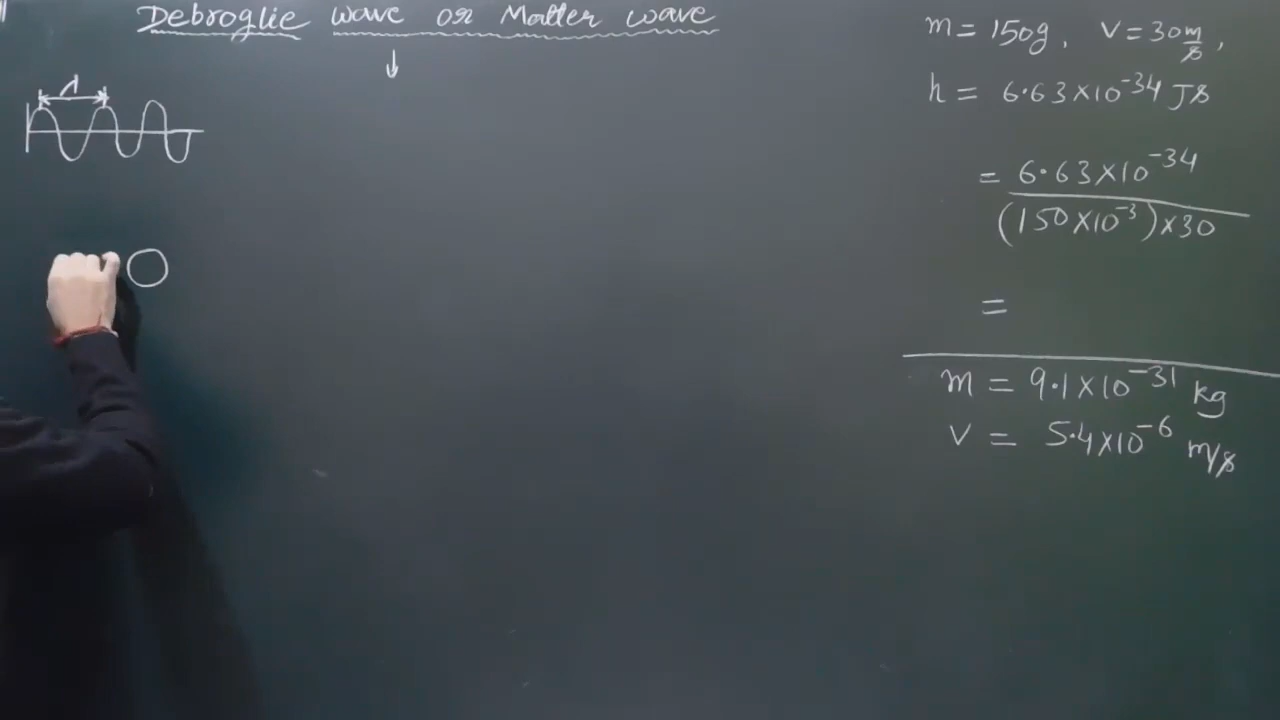 Debroglie wave or Matter wave
λ
m = 150g, v = 30 m/s,
h = 6.63×10⁻³⁴ Js
= 6.63×10⁻³⁴
(150×10⁻³)×30
=
m = 9.1×10⁻³¹ kg
v = 5.4×10⁻⁶ m/s